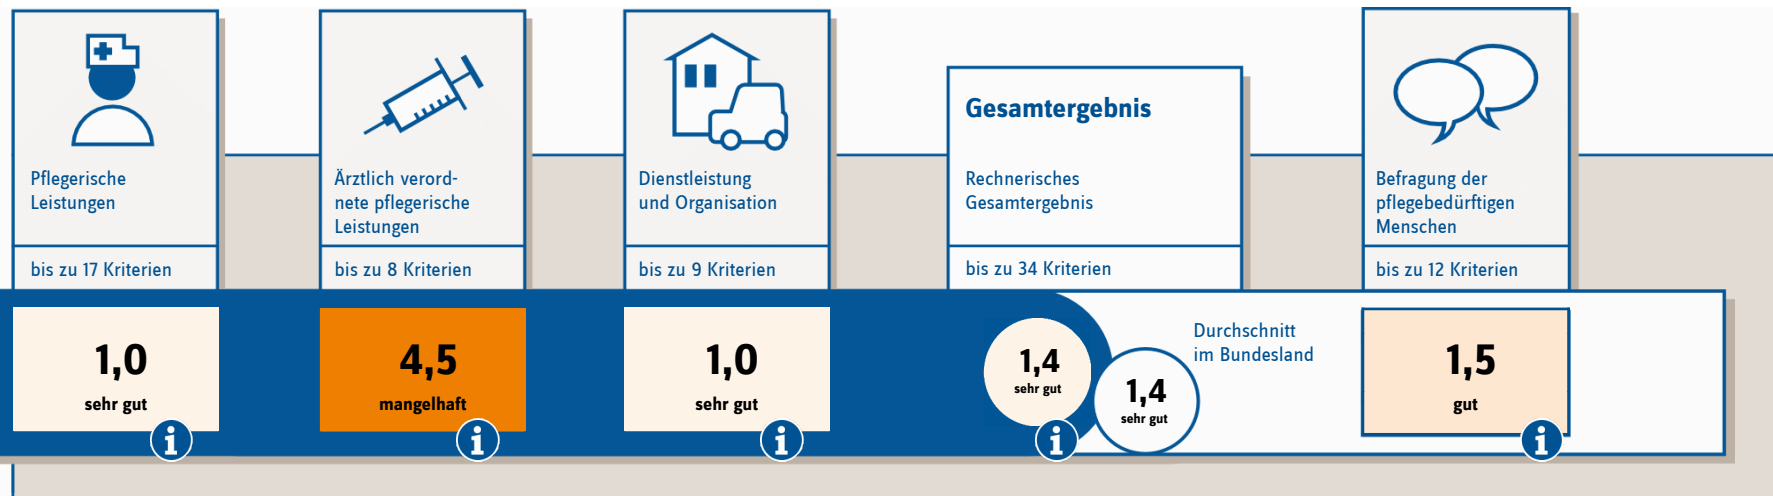 Pflegerische
Leistungen
bis zu 17 Kriterien
1,0
sehr gut
i
Ärztlich verord-
nete pflegerische
Leistungen
bis zu 8 Kriterien
4,5
mangelhaft
i
Dienstleistung
und Organisation
bis zu 9 Kriterien
1,0
sehr gut
i
Gesamtergebnis
Rechnerisches
Gesamtergebnis
bis zu 34 Kriterien
1,4
sehr gut
i
1,4
sehr gut
Durchschnitt
im Bundesland
Befragung der
pflegebedürftigen
Menschen
bis zu 12 Kriterien
1,5
gut
i